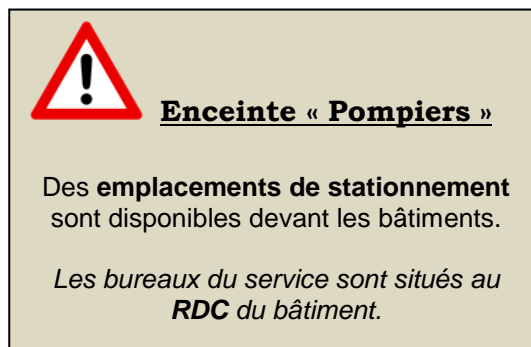 Enceinte « Pompiers »
Des emplacements de stationnement
sont disponibles devant les bâtiments.
Les bureaux du service sont situés au
RDC du bâtiment.